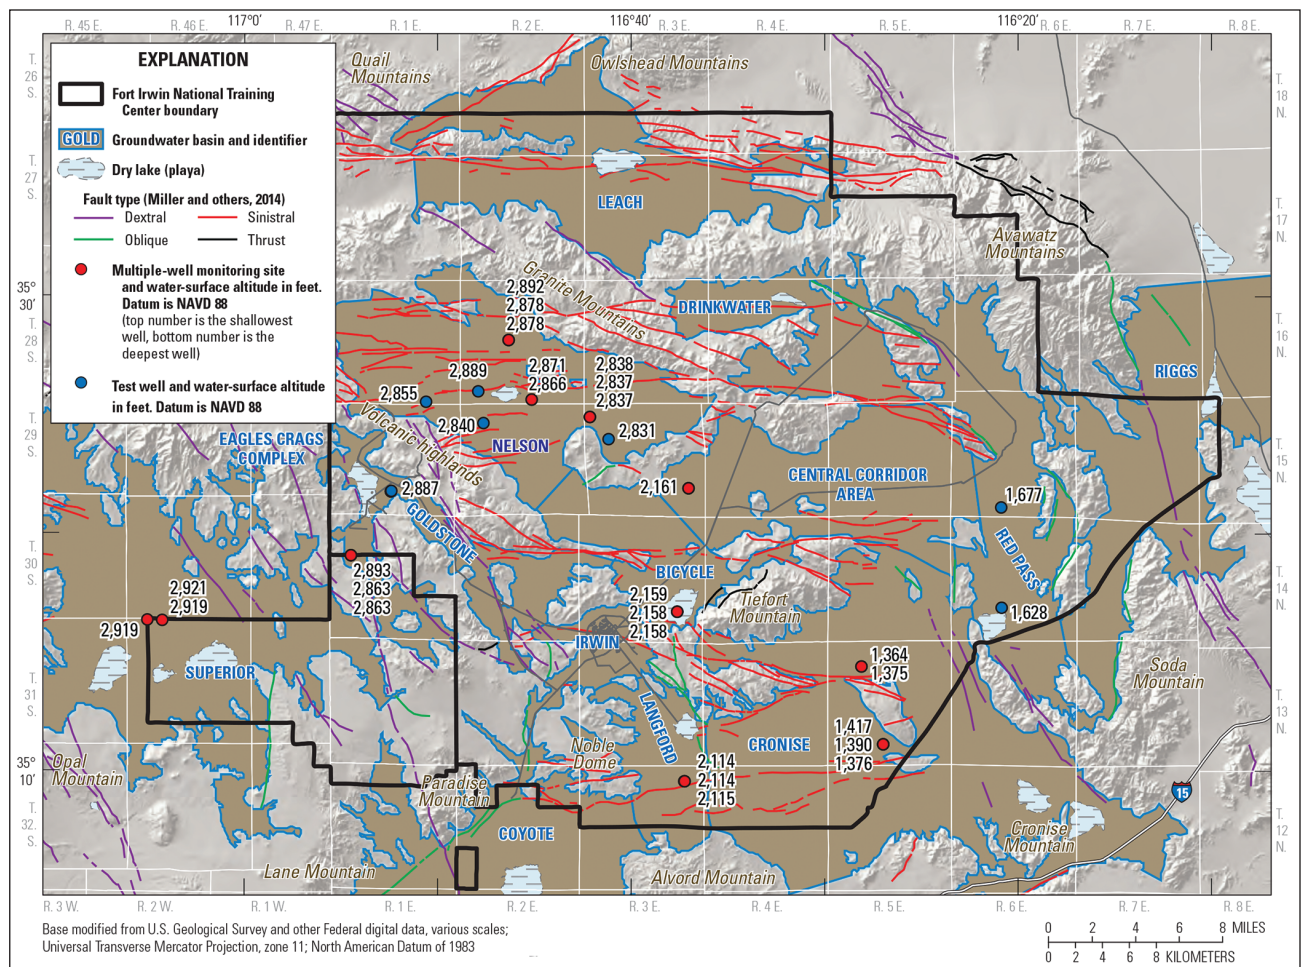 R. 45 E.
R. 46 E.
117°0′
R. 47 E.
R. 1 E.
R. 2 E.
116°40′
R. 3 E.
R. 4 E.
R. 5 E.
116°20′
R. 6 E.
R. 7 E.
R. 8 E.
T.
26
S.
T.
27
S.
35°
30′
T.
28
S.
T.
29
S.
T.
30
S.
T.
31
S.
35°
10′
T.
32.
S.
EXPLANATION
Fort Irwin National Training
Center boundary
GOLD
Groundwater basin and identifier
Dry lake (playa)
Fault type (Miller and others, 2014)
Dextral
Sinistral
Oblique
Thrust
Multiple-well monitoring site
and water-surface altitude in feet.
Datum is NAVD 88
(top number is the shallowest
well, bottom number is the
deepest well)
Test well and water-surface altitude
in feet. Datum is NAVD 88
Quail
Mountains
Owlshead Mountains
LEACH
Avawatz
Mountains
Granite Mountains
DRINKWATER
2,892
2,878
2,878
2,889
2,871
2,866
2,838
2,837
2,837
2,855
2,840
2,831
RIGGS
Volcanic highlands
NELSON
EAGLES CRAGS
COMPLEX
2,887
GOLDSTONE
2,161
CENTRAL CORRIDOR
AREA
1,677
RED PASS
1,628
BICYCLE
2,893
2,863
2,863
2,921
2,919
2,919
2,159
2,158
2,158
Tiefort
Mountain
IRWIN
SUPERIOR
LANGFORD
1,364
1,375
Soda
Mountain
1,417
1,390
1,376
CRONISE
Noble
Dome
2,114
2,114
2,115
Opal
Mountain
Paradise
Mountain
COYOTE
15
Cronise
Mountain
Lane Mountain
Alvord Mountain
T.
18
N.
T.
17
N.
T.
16
N.
T.
15
N.
T.
14
N.
T.
13
N.
T.
12
N.
R. 3 W.
R. 2 W.
R. 1 W.
R. 1 E.
R. 2 E.
R. 3 E.
R. 4 E.
R. 5 E.
R. 6 E.
R. 7 E.
R. 8 E.
Base modified from U.S. Geological Survey and other Federal digital data, various scales;
Universal Transverse Mercator Projection, zone 11; North American Datum of 1983
0 2 4 6 8 MILES
0 2 4 6 8 KILOMETERS